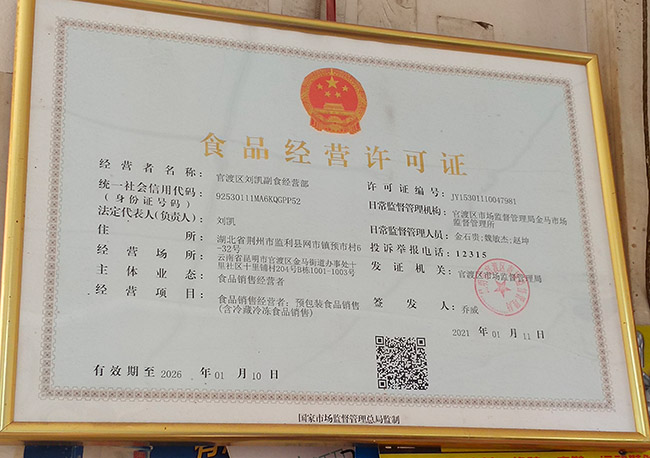 食品经营许可证
经营者名称：官渡区刘凯副食经营部
统一社会信用代码：
(身份证号码)
92530111MA6KQGPP52
法定代表人(负责人)：刘凯
住所：湖北省荆州市监利县网市镇预市村6
-32号
经营场所：云南省昆明市官渡区金马街道办事处十
里社区十里铺村204号B栋1001-1003号
主体业态：食品销售经营者
经营项目：食品销售经营者：预包装食品销售
(含冷藏冷冻食品销售)
有效期至2026年01月10日
许可证编号：JY15301110047981
日常监督管理机构：官渡区市场监督管理局金马市场
监督管理所
日常监督管理人员：金石贵;魏敏杰;赵坤
投诉举报电话：12315
发证机关：官渡区市场监督管理局
签发人：乔威
2021年01月11日
国家市场监督管理总局监制